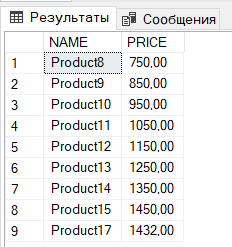 Результаты Сообщения
NAME PRICE
1 Product8 750,00
2 Product9 850,00
3 Product10 950,00
4 Product11 1050,00
5 Product12 1150,00
6 Product13 1250,00
7 Product14 1350,00
8 Product15 1450,00
9 Product17 1432,00